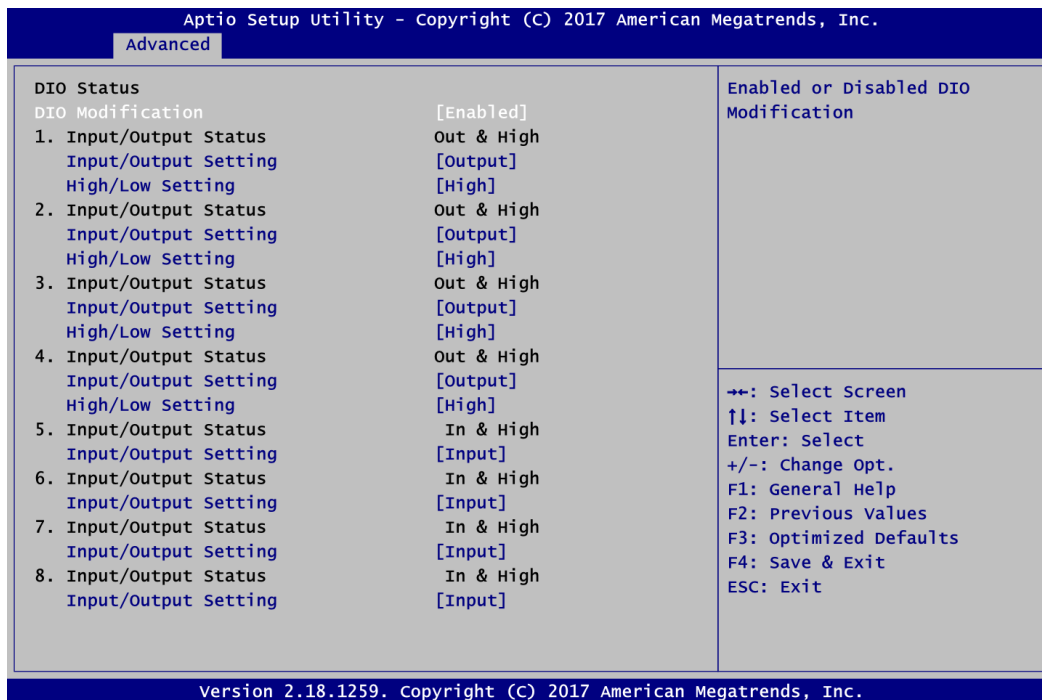 Aptio Setup Utility - Copyright (C) 2017 American Megatrends, Inc.
Advanced
DIO Status
DIO Modification [Enabled]
1. Input/Output Status Out & High
Input/Output Setting [Output]
High/Low Setting [High]
2. Input/Output Status Out & High
Input/Output Setting [Output]
High/Low Setting [High]
3. Input/Output Status Out & High
Input/Output Setting [Output]
High/Low Setting [High]
4. Input/Output Status Out & High
Input/Output Setting [Output]
High/Low Setting [High]
5. Input/Output Status In & High
Input/Output Setting [Input]
6. Input/Output Status In & High
Input/Output Setting [Input]
7. Input/Output Status In & High
Input/Output Setting [Input]
8. Input/Output Status In & High
Input/Output Setting [Input]
Enabled or Disabled DIO
Modification
→←: Select Screen
↑↓: Select Item
Enter: Select
+/-: Change Opt.
F1: General Help
F2: Previous Values
F3: Optimized Defaults
F4: Save & Exit
ESC: Exit
Version 2.18.1259. Copyright (C) 2017 American Megatrends, Inc.